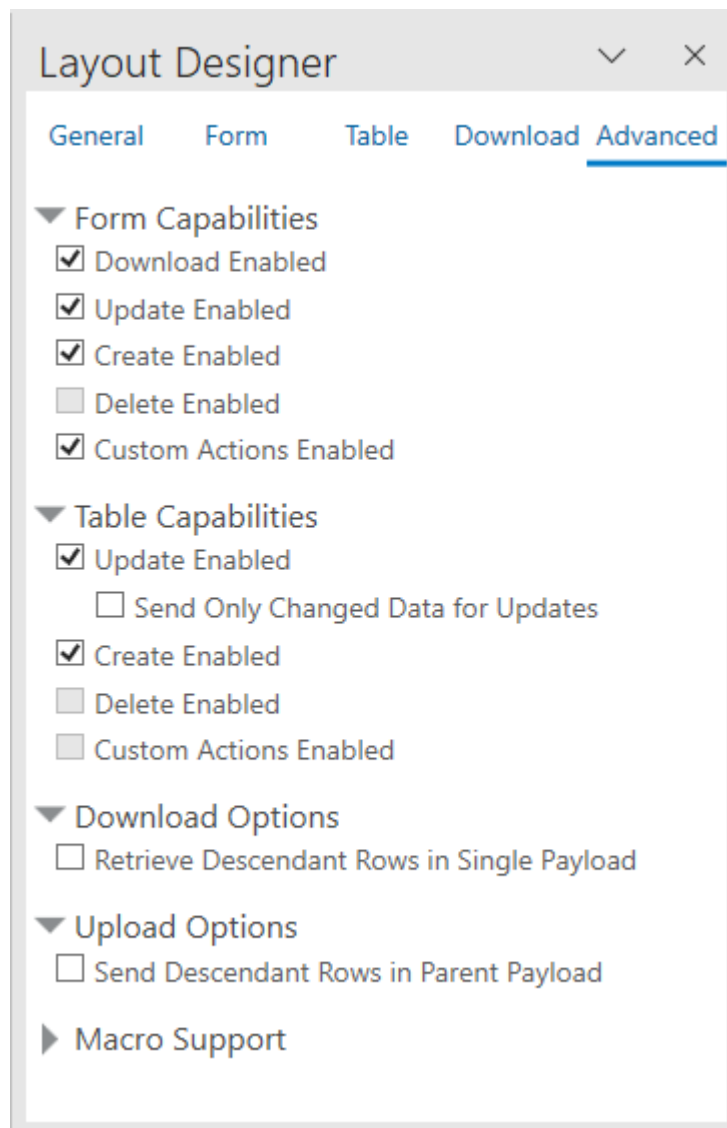 Layout Designer
General Form Table Download Advanced
Form Capabilities
Download Enabled
Update Enabled
Create Enabled
Delete Enabled
Custom Actions Enabled
Table Capabilities
Update Enabled
Send Only Changed Data for Updates
Create Enabled
Delete Enabled
Custom Actions Enabled
Download Options
Retrieve Descendant Rows in Single Payload
Upload Options
Send Descendant Rows in Parent Payload
Macro Support